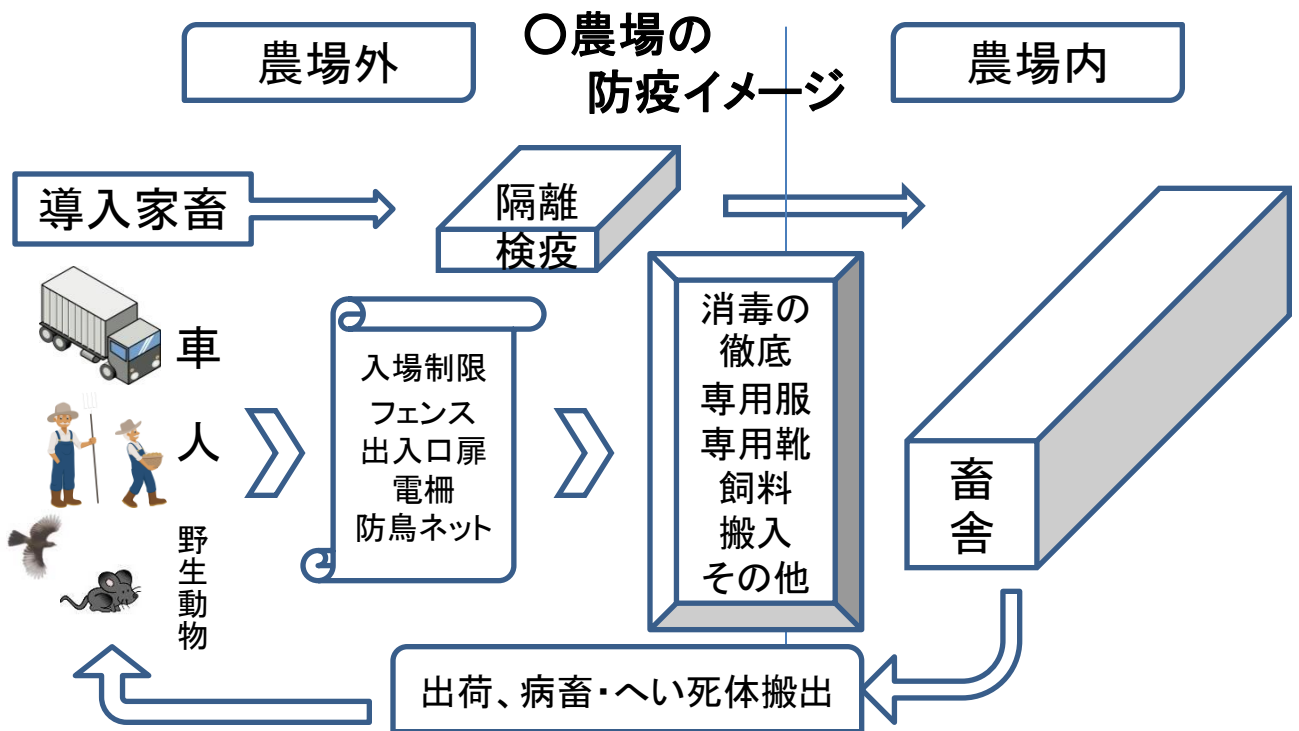 農場外
〇農場の
防疫イメージ
農場内
導入家畜
隔離
検疫
車
人
野生動物
入場制限
フェンス
出入口扉
電柵
防鳥ネット
消毒の
徹底
専用服
専用靴
飼料
搬入
その他
畜
舎
出荷、病畜・へい死体搬出